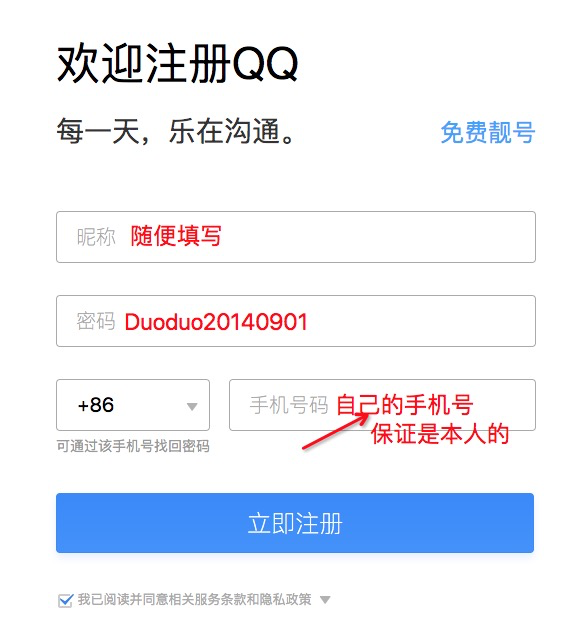 欢迎注册QQ
每一天，乐在沟通。 免费靓号
昵称 随便填写
密码 Duoduo20140901
+86 手机号码 自己的手机号
保证是本人的
可通过该手机号找回密码
立即注册
我已阅读并同意相关服务条款和隐私政策